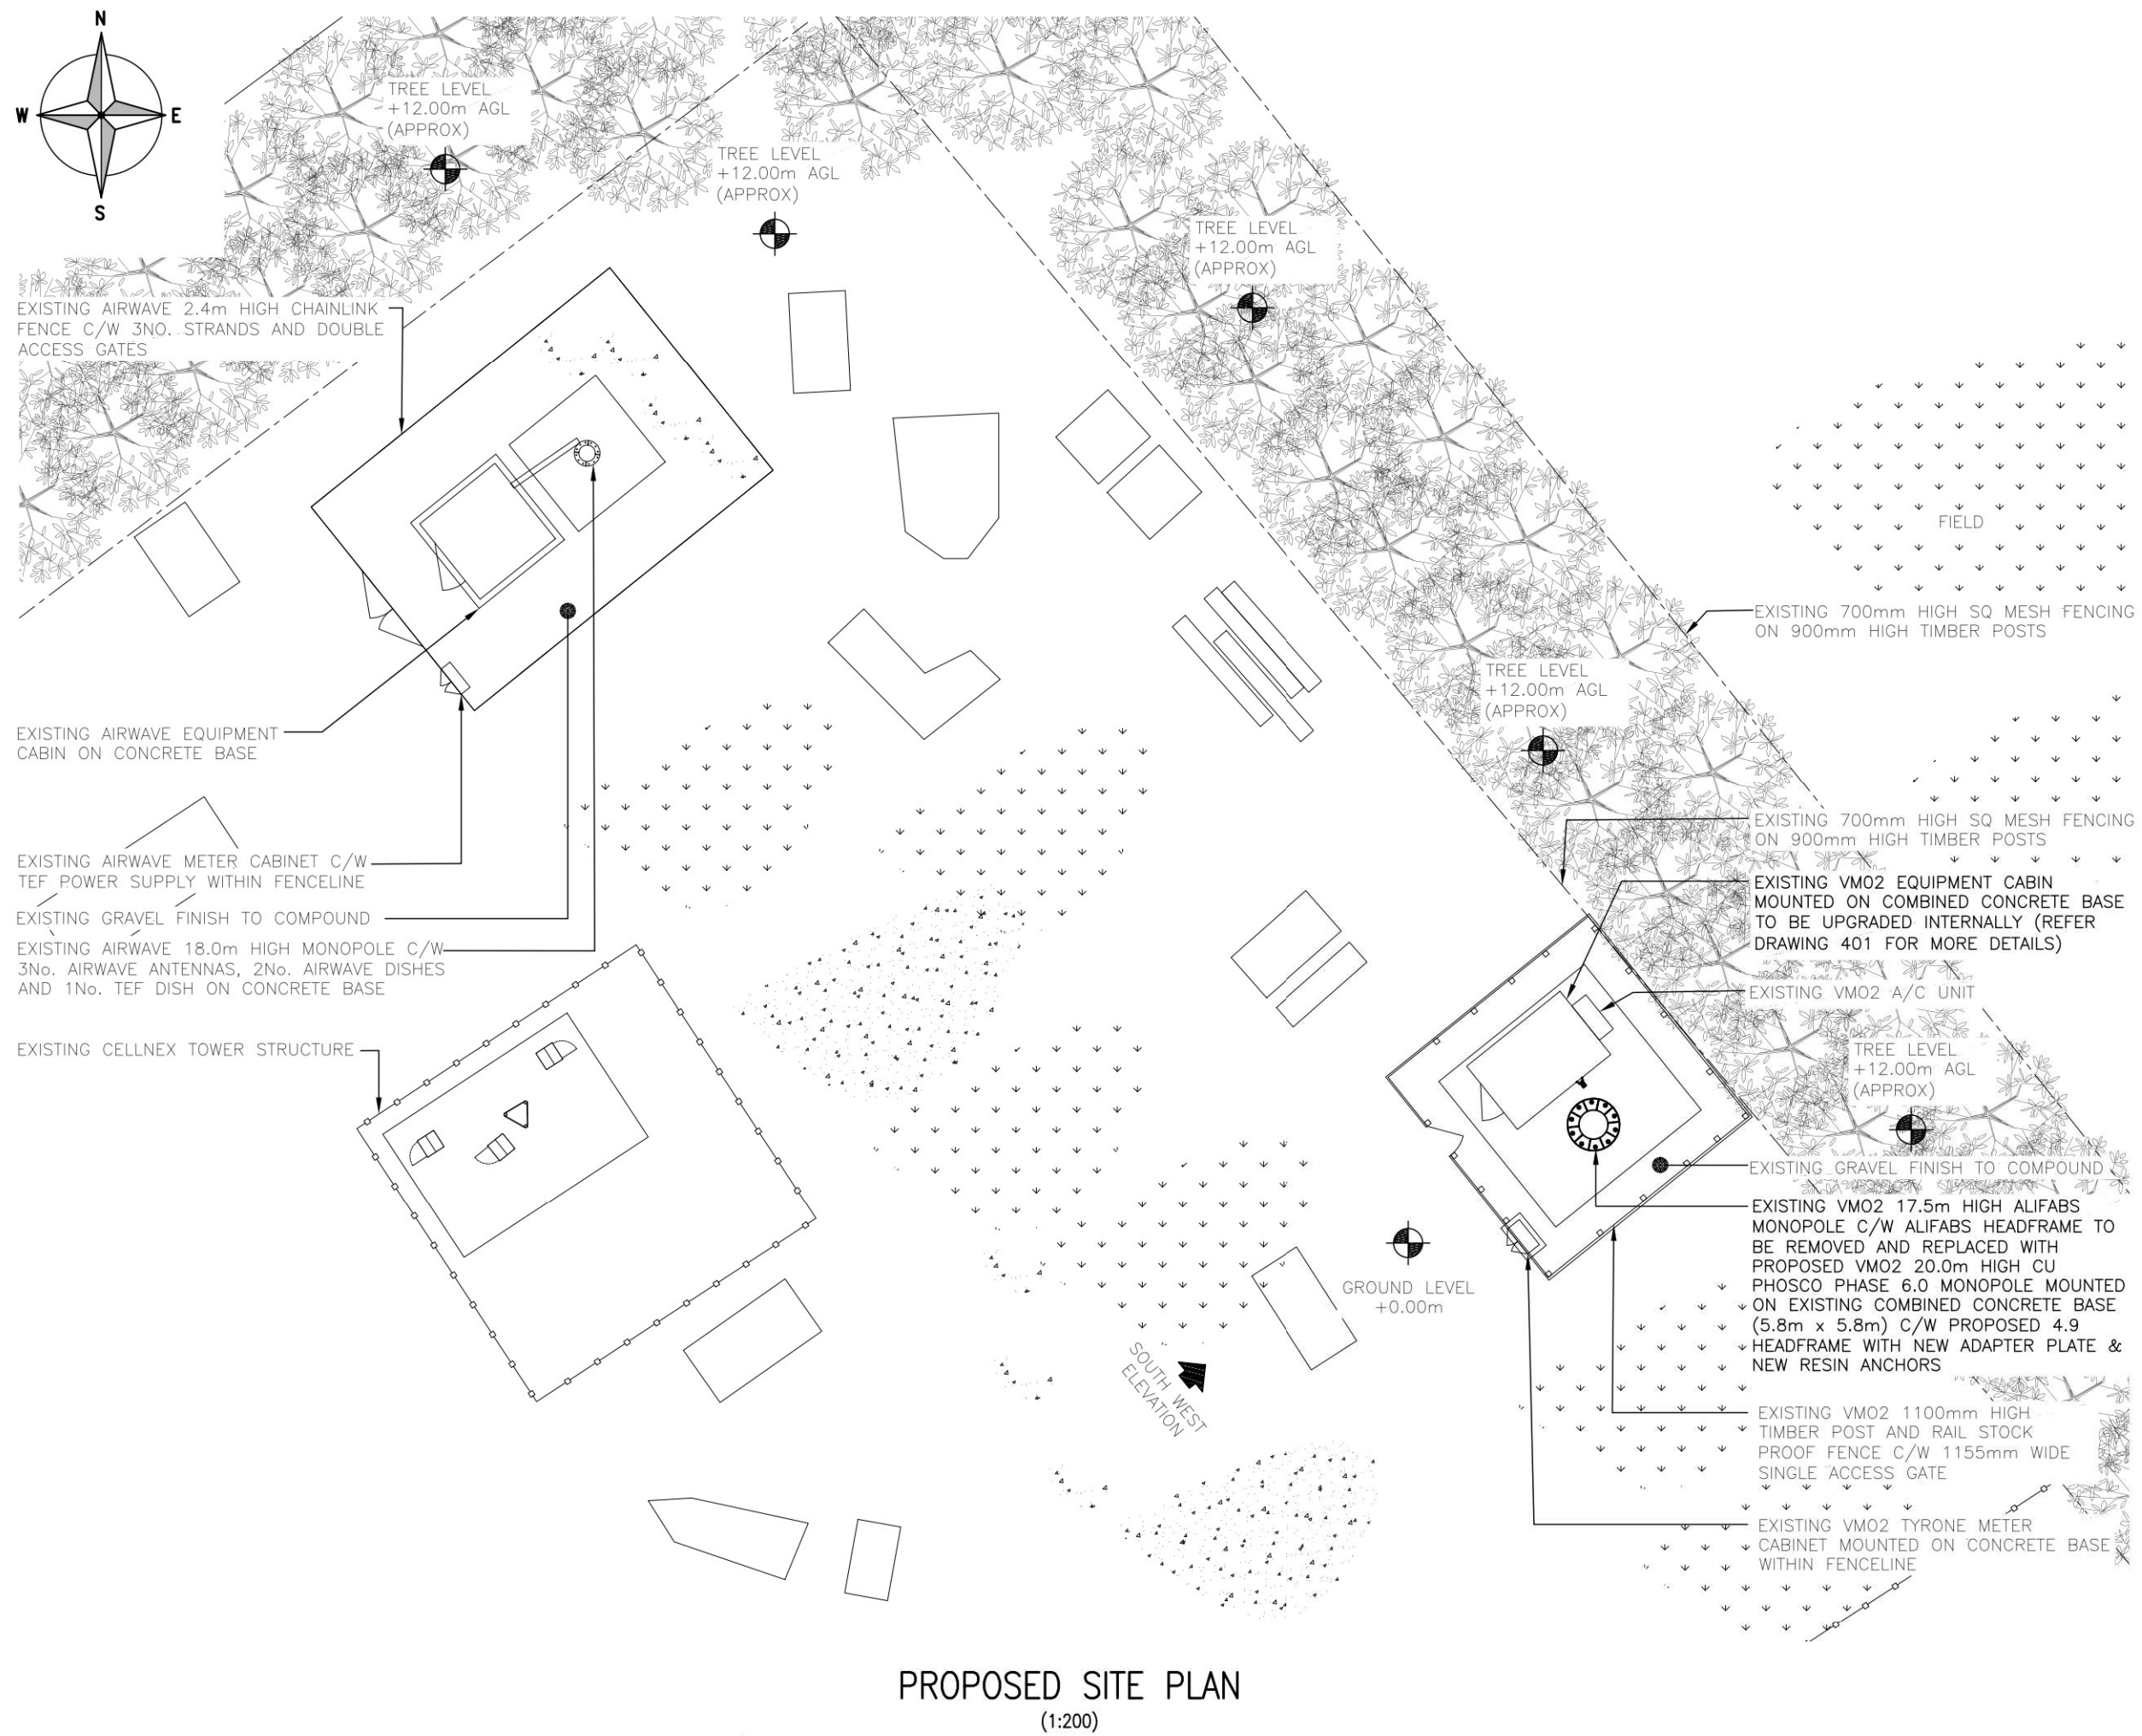 N
W
E
S
TREE LEVEL
+12.00m AGL
(APPROX)
TREE LEVEL
+12.00m AGL
(APPROX)
TREE LEVEL
+12.00m AGL
(APPROX)
EXISTING AIRWAVE 2.4m HIGH CHAINLINK
FENCE C/W 3NO. STRANDS AND DOUBLE
ACCESS GATES
FIELD
EXISTING 700mm HIGH SQ MESH FENCING
ON 900mm HIGH TIMBER POSTS
TREE LEVEL
+12.00m AGL
(APPROX)
EXISTING AIRWAVE EQUIPMENT
CABIN ON CONCRETE BASE
EXISTING 700mm HIGH SQ MESH FENCING
ON 900mm HIGH TIMBER POSTS
EXISTING AIRWAVE METER CABINET C/W
TEF POWER SUPPLY WITHIN FENCELINE
EXISTING VMO2 EQUIPMENT CABIN
MOUNTED ON COMBINED CONCRETE BASE
TO BE UPGRADED INTERNALLY (REFER
DRAWING 401 FOR MORE DETAILS)
EXISTING GRAVEL FINISH TO COMPOUND
EXISTING AIRWAVE 18.0m HIGH MONOPOLE C/W
3No. AIRWAVE ANTENNAS, 2No. AIRWAVE DISHES
AND 1No. TEF DISH ON CONCRETE BASE
EXISTING VMO2 A/C UNIT
EXISTING CELLNEX TOWER STRUCTURE
TREE LEVEL
+12.00m AGL
(APPROX)
EXISTING GRAVEL FINISH TO COMPOUND
EXISTING VMO2 17.5m HIGH ALIFABS
MONOPOLE C/W ALIFABS HEADFRAME TO
BE REMOVED AND REPLACED WITH
PROPOSED VMO2 20.0m HIGH CU
PHOSCO PHASE 6.0 MONOPOLE MOUNTED
ON EXISTING COMBINED CONCRETE BASE
(5.8m x 5.8m) C/W PROPOSED 4.9
HEADFRAME WITH NEW ADAPTER PLATE &
NEW RESIN ANCHORS
GROUND LEVEL
+0.00m
SOUTH WEST
ELEVATION
EXISTING VMO2 1100mm HIGH
TIMBER POST AND RAIL STOCK
PROOF FENCE C/W 1155mm WIDE
SINGLE ACCESS GATE
EXISTING VMO2 TYRONE METER
CABINET MOUNTED ON CONCRETE BASE
WITHIN FENCELINE
PROPOSED SITE PLAN
(1:200)